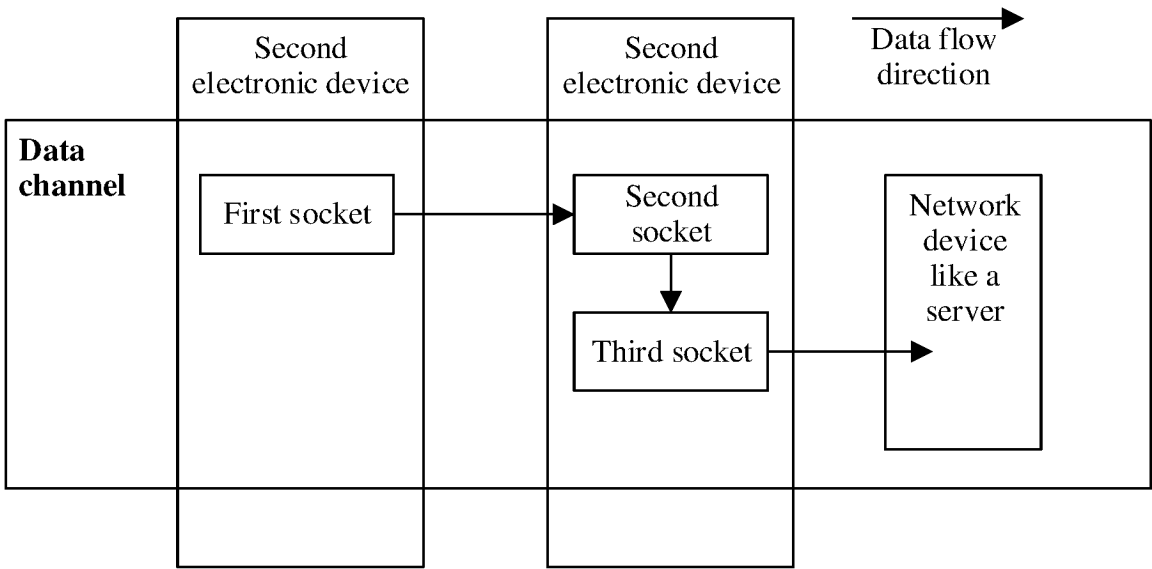 Second
electronic device
Second
electronic device
Data flow
direction
Data
channel
First socket
Second
socket
Third socket
Network
device
like a
server